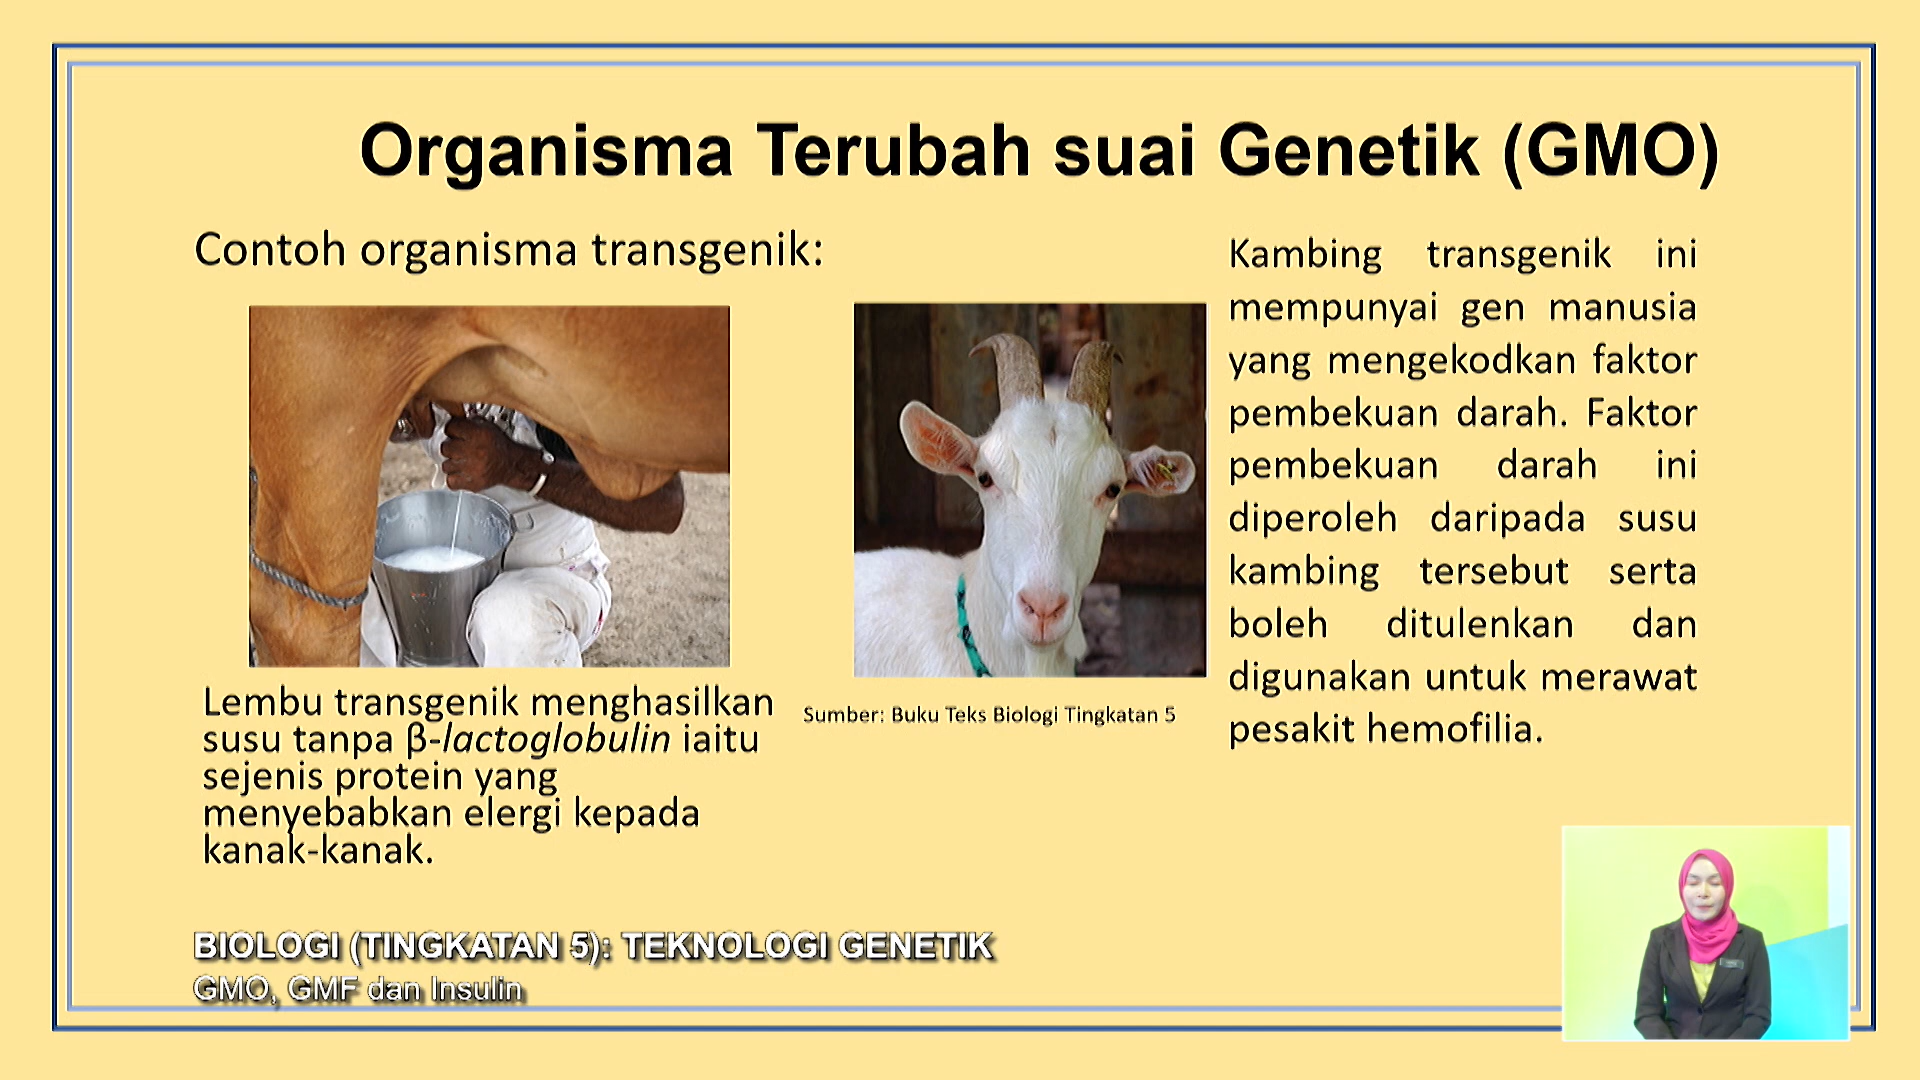 Organisma Terubah suai Genetik (GMO)
Contoh organisma transgenik:
Lembu transgenik menghasilkan
susu tanpa β-lactoglobulin iaitu
sejenis protein yang
menyebabkan elergi kepada
kanak-kanak.
Sumber: Buku Teks Biologi Tingkatan 5
Kambing transgenik ini
mempunyai gen manusia
yang mengekodkan faktor
pembekuan darah. Faktor
pembekuan darah ini
diperoleh daripada susu
kambing tersebut serta
boleh ditulenkan dan
digunakan untuk merawat
pesakit hemofilia.
BIOLOGI (TINGKATAN 5): TEKNOLOGI GENETIK
GMO, GMF dan Insulin